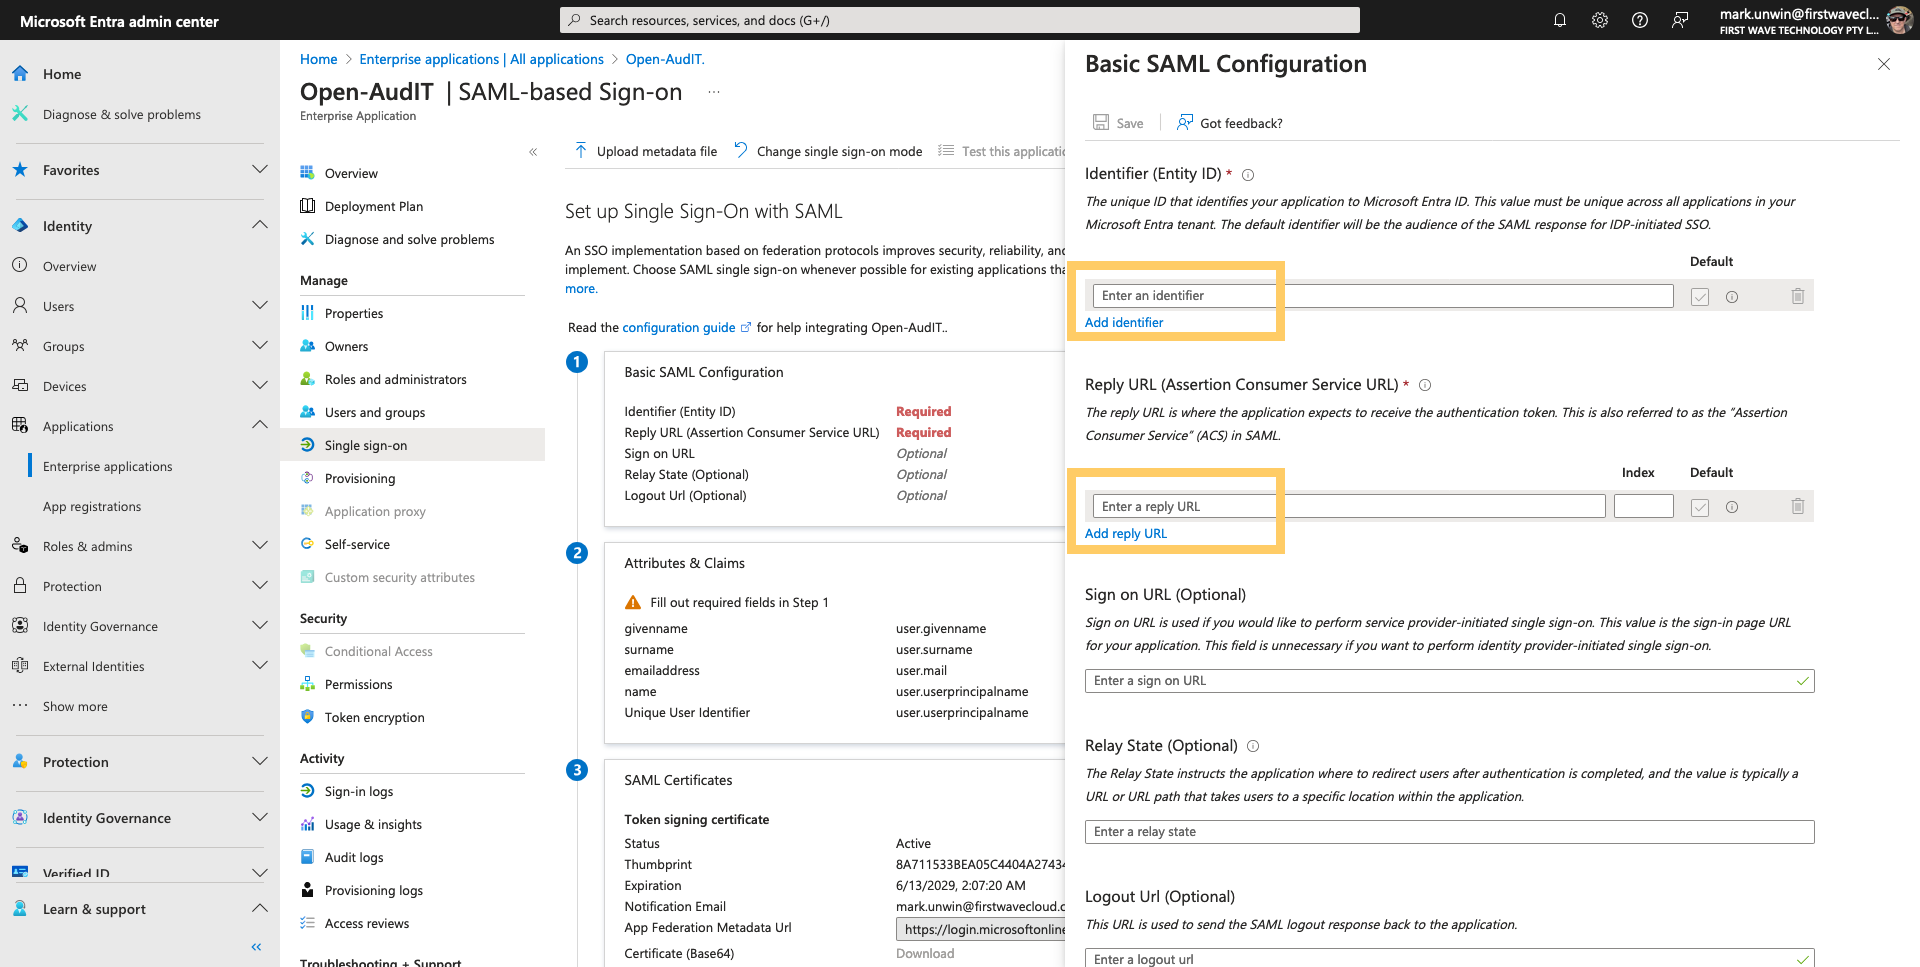 Microsoft Entra admin center
Search resources, services, and docs (G+/)
mark.unwin@firstwavecl...
FIRST WAVE TECHNOLOGY PTY L...
Home
Diagnose & solve problems
Favorites
Identity
Overview
Users
Groups
Devices
Applications
Enterprise applications
App registrations
Roles & admins
Protection
Identity Governance
External Identities
Show more
Protection
Identity Governance
Verified ID
Learn & support
Home > Enterprise applications | All applications > Open-AudIT.
Open-AudIT | SAML-based Sign-on ...
Enterprise Application
Overview
Deployment Plan
Diagnose and solve problems
Manage
Properties
Owners
Roles and administrators
Users and groups
Single sign-on
Provisioning
Application proxy
Self-service
Custom security attributes
Security
Conditional Access
Permissions
Token encryption
Activity
Sign-in logs
Usage & insights
Audit logs
Provisioning logs
Access reviews
Troubleshooting + Support
Upload metadata file Change single sign-on mode Test this applicatio
Set up Single Sign-On with SAML
An SSO implementation based on federation protocols improves security, reliability, and
implement. Choose SAML single sign-on whenever possible for existing applications tha
more.
Read the configuration guide for help integrating Open-AudIT..
1
Basic SAML Configuration
Identifier (Entity ID) Required
Reply URL (Assertion Consumer Service URL) Required
Sign on URL Optional
Relay State (Optional) Optional
Logout Url (Optional) Optional
2
Attributes & Claims
Fill out required fields in Step 1
givenname user.givenname
surname user.surname
emailaddress user.mail
name user.userprincipalname
Unique User Identifier user.userprincipalname
3
SAML Certificates
Token signing certificate
Status Active
Thumbprint 8A711533BEA05C4404A27434
Expiration 6/13/2029, 2:07:20 AM
Notification Email mark.unwin@firstwavecloud.c
App Federation Metadata Url https://login.microsoftonline
Certificate (Base64) Download
Basic SAML Configuration
Save Got feedback?
Identifier (Entity ID) *
The unique ID that identifies your application to Microsoft Entra ID. This value must be unique across all applications in your
Microsoft Entra tenant. The default identifier will be the audience of the SAML response for IDP-initiated SSO.
Default
Enter an identifier
Add identifier
Reply URL (Assertion Consumer Service URL) *
The reply URL is where the application expects to receive the authentication token. This is also referred to as the "Assertion
Consumer Service" (ACS) in SAML.
Index Default
Enter a reply URL
Add reply URL
Sign on URL (Optional)
Sign on URL is used if you would like to perform service provider-initiated single sign-on. This value is the sign-in page URL
for your application. This field is unnecessary if you want to perform identity provider-initiated single sign-on.
Enter a sign on URL
Relay State (Optional)
The Relay State instructs the application where to redirect users after authentication is completed, and the value is typically a
URL or URL path that takes users to a specific location within the application.
Enter a relay state
Logout Url (Optional)
This URL is used to send the SAML logout response back to the application.
Enter a logout url